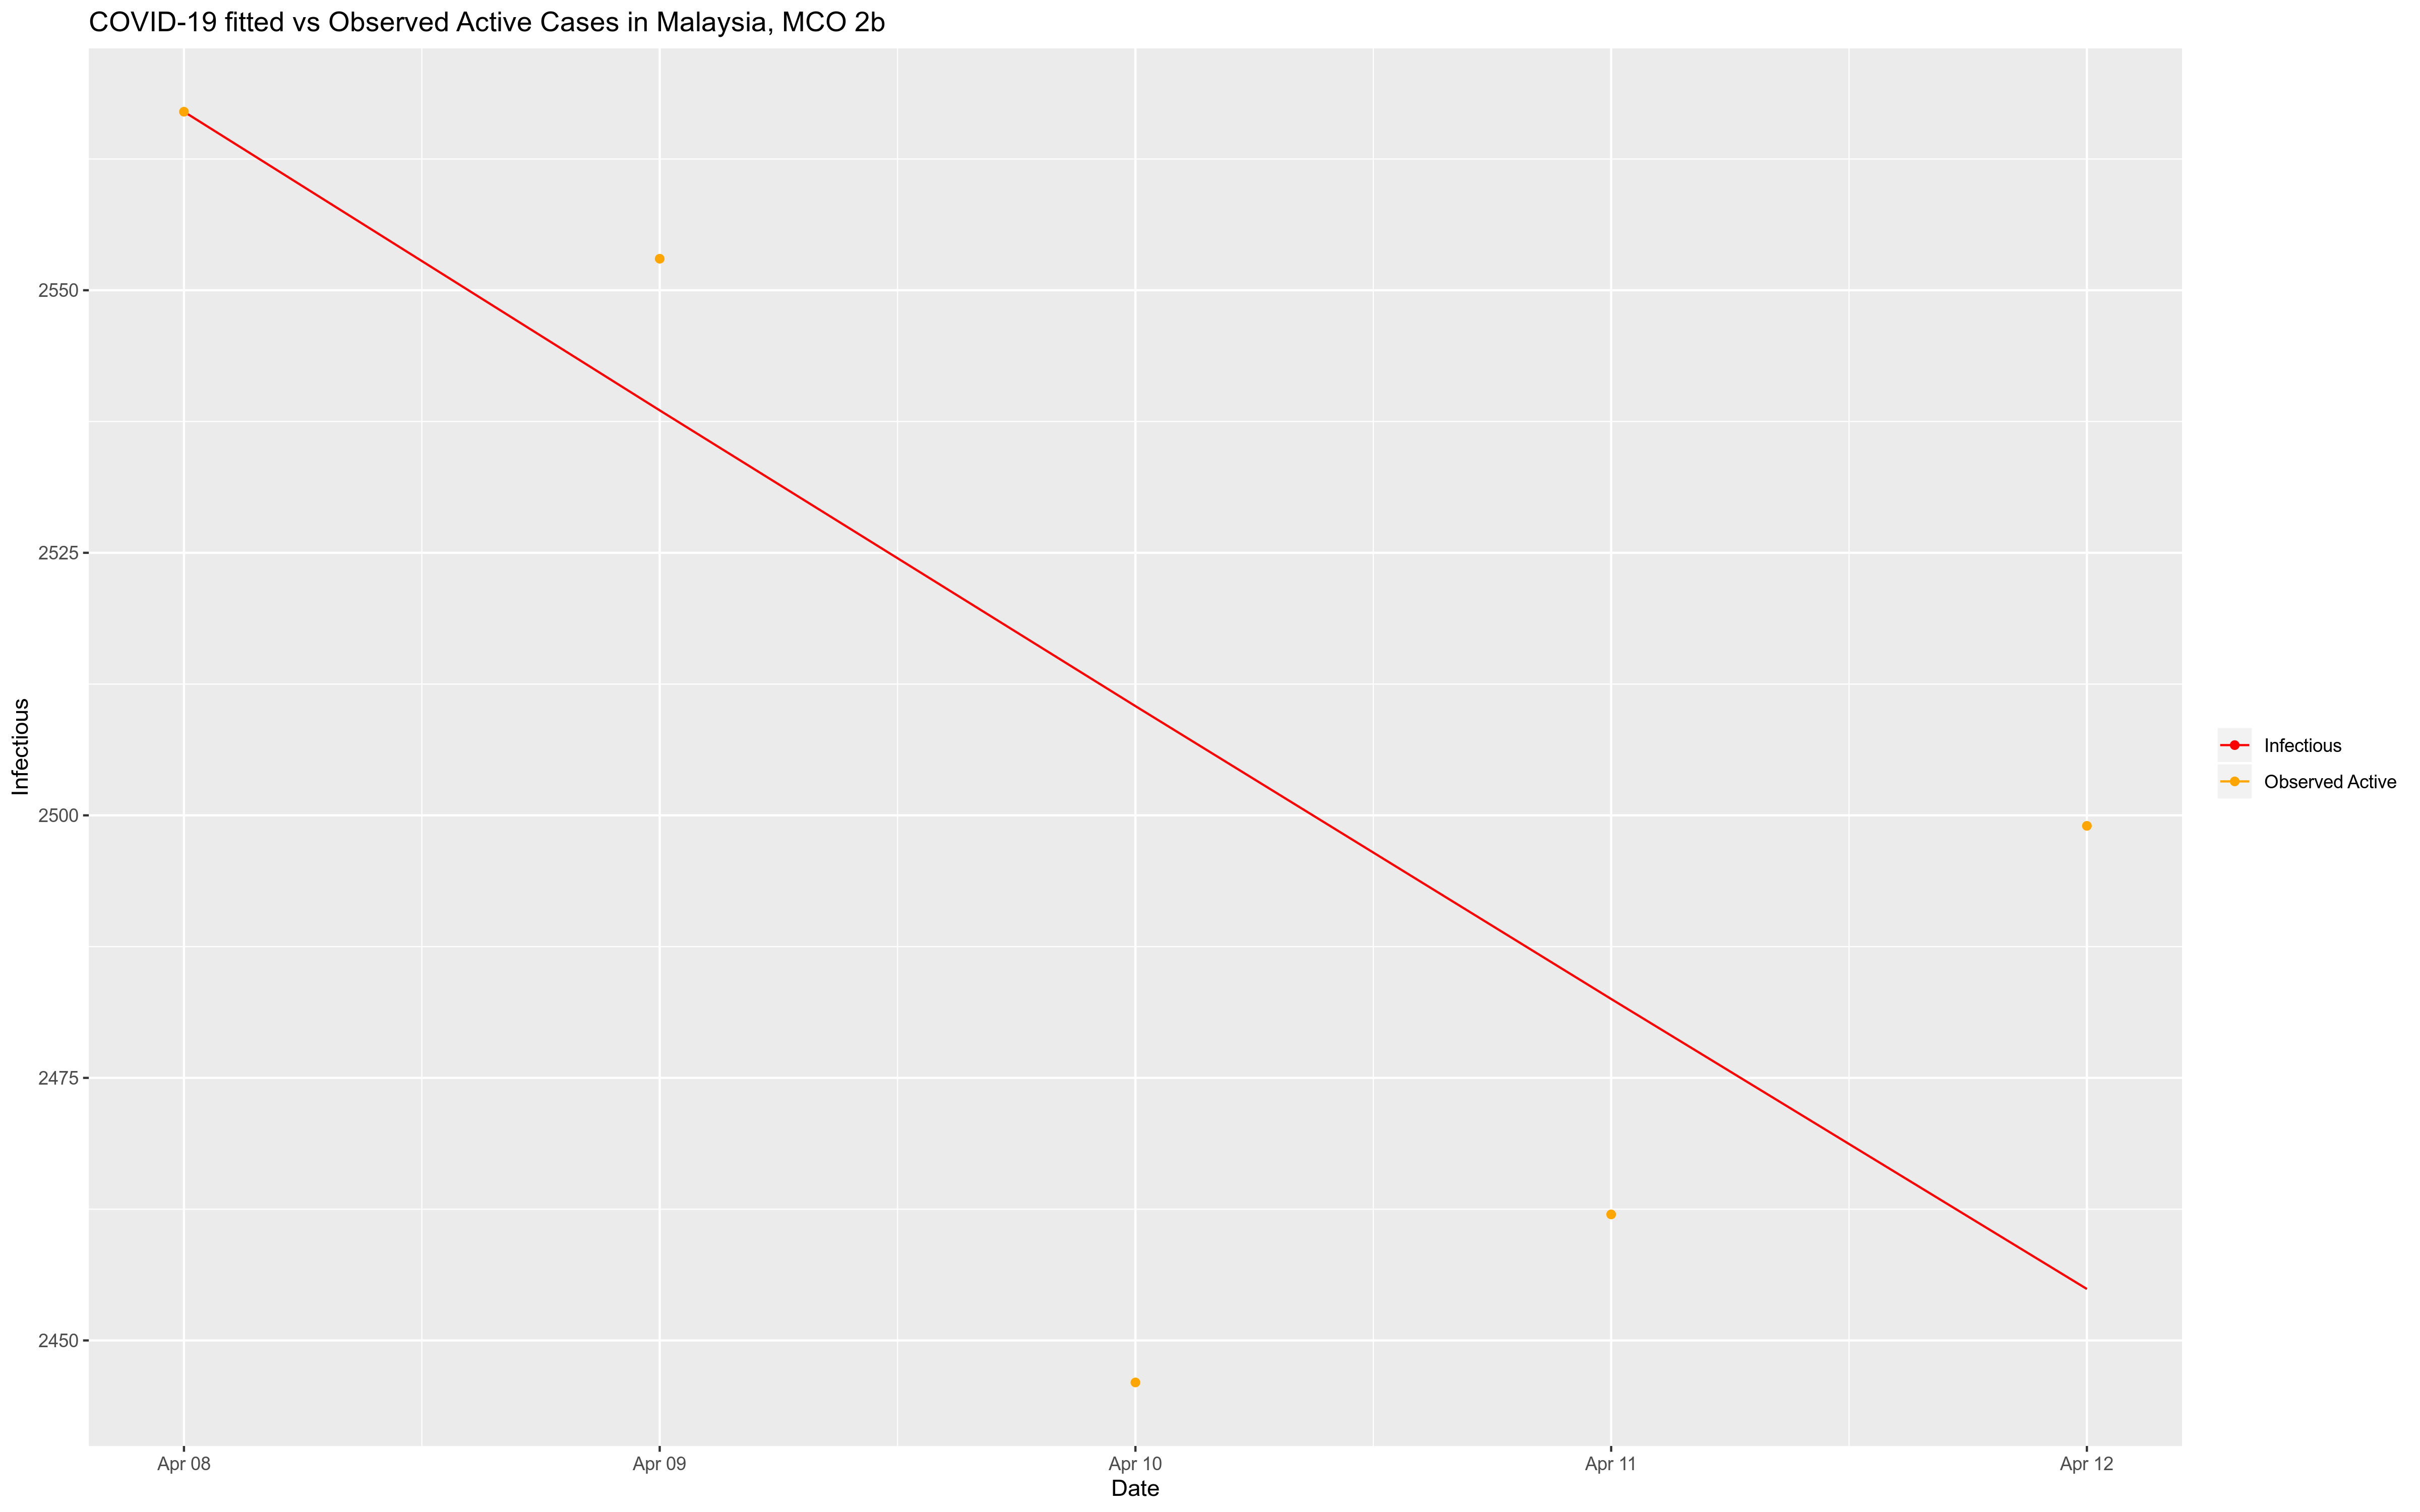 COVID-19 fitted vs Observed Active Cases in Malaysia, MCO 2b
Infectious
2550
2525
2500
2475
2450
Apr 08
Apr 09
Apr 10
Apr 11
Apr 12
Date
Infectious
Observed Active